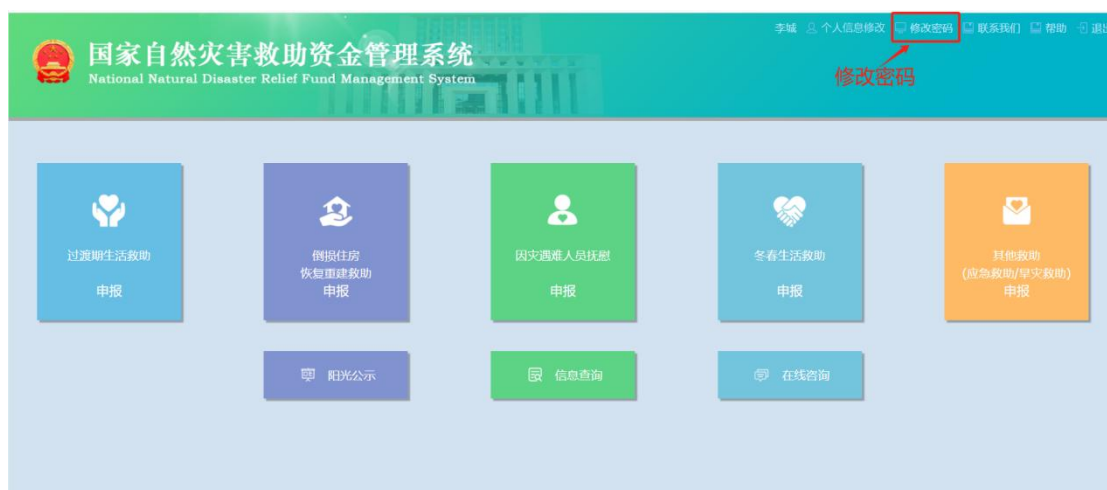 李城 个人信息修改 修改密码 联系我们 帮助 退出
国家自然灾害救助资金管理系统
National Natural Disaster Relief Fund Management System
修改密码
过渡期生活救助
申报
倒损住房
恢复重建救助
申报
因灾遇难人员抚慰
申报
冬春生活救助
申报
其他救助
(应急救助/旱灾救助)
申报
阳光公示
信息查询
在线咨询